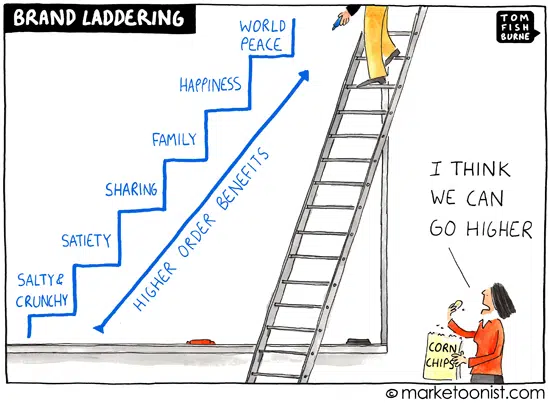 BRAND LADDERING
TOM
FISH
BURNE
WORLD
PEACE
HAPPINESS
FAMILY
SHARING
SATIETY
SALTY &
CRUNCHY
HIGHER ORDER BENEFITS
I THINK
WE CAN
GO HIGHER
CORN
CHIPS
© marketoonist.com